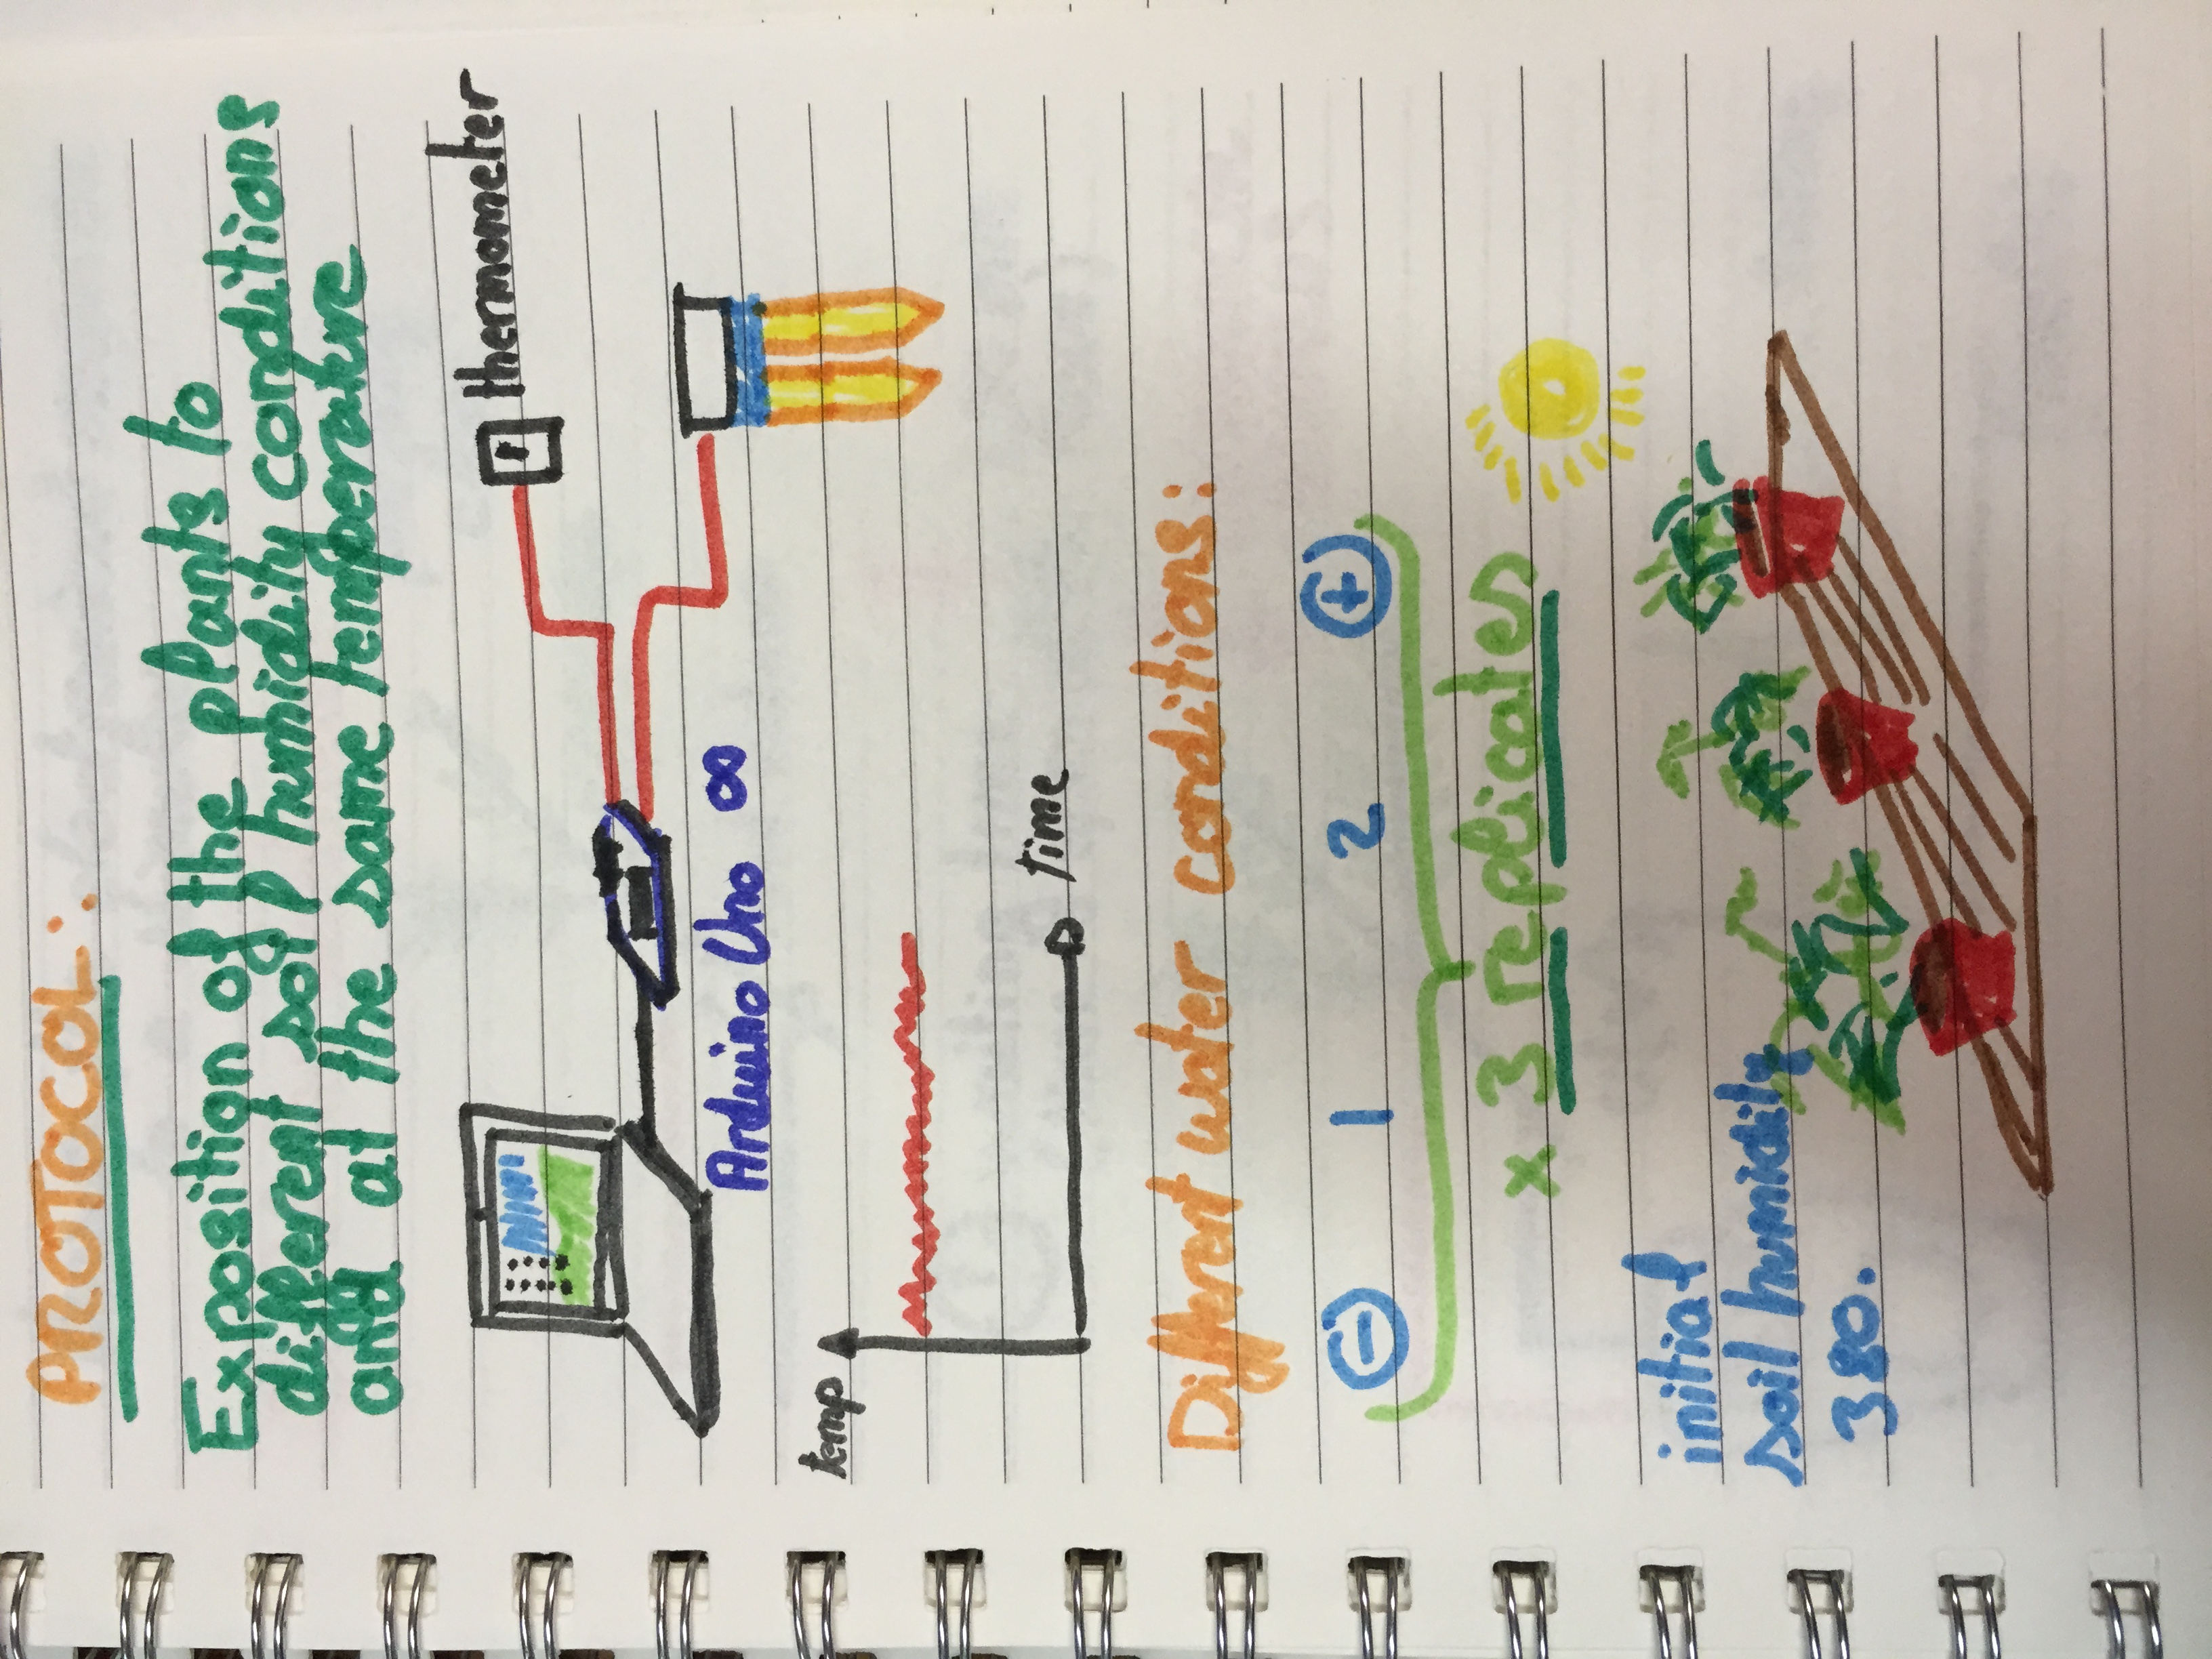 PROTOCOL:
Exposition of the plants to
different soil humidity conditions
and at the same temperature
thermometer
Arduino Uno ∞
temp
time
Different water conditions:
- 1 2 +
x 3 replicates
initial
soil humidity
380.